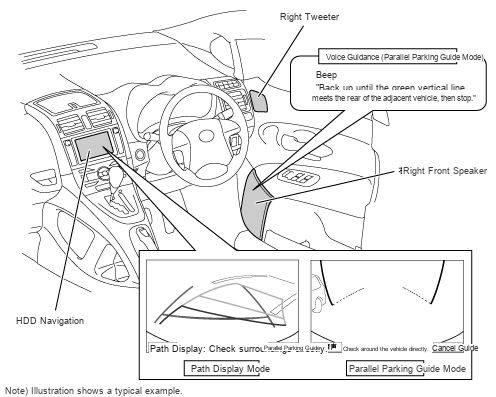 Right Tweeter
Voice Guidance (Parallel Parking Guide Mode)
Beep
"Back up until the green vertical line
meets the rear of the adjacent vehicle, then stop."
Right Front Speaker
HDD Navigation
Path Display: Check surroundings safety.
Parallel Parking Guide
Check around the vehicle directly.
Cancel Guide
Path Display Mode
Parallel Parking Guide Mode
Note) Illustration shows a typical example.